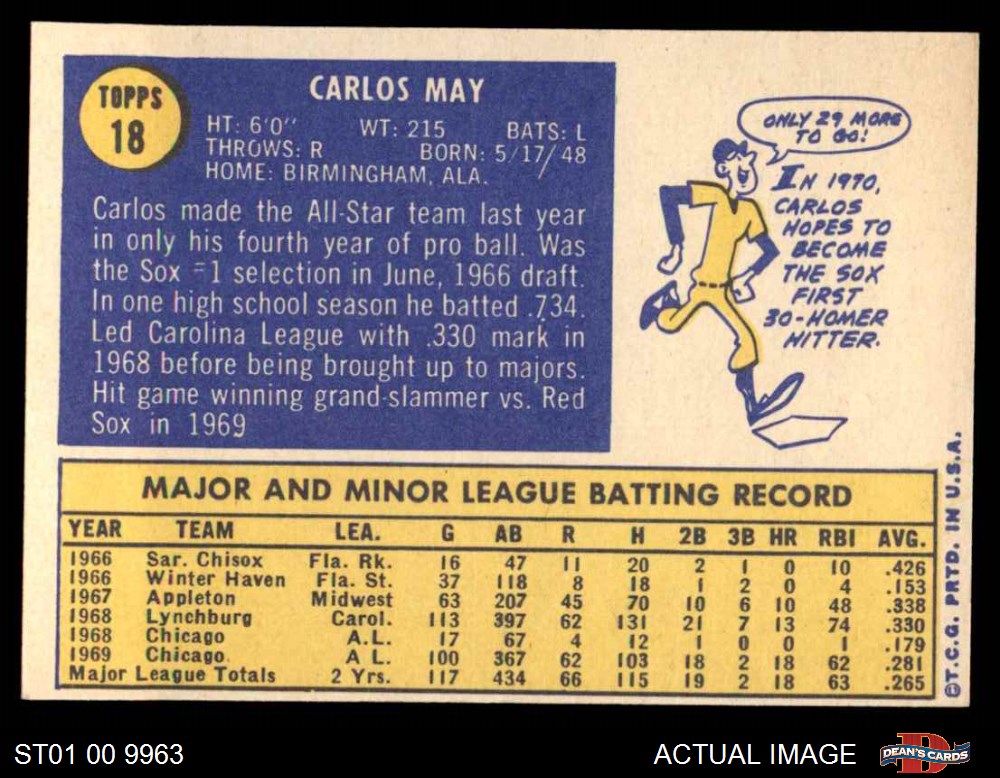 TOPPS
18
CARLOS MAY
HT: 6'0" WT: 215 BATS: L
THROWS: R BORN: 5/17/48
HOME: BIRMINGHAM, ALA.
Carlos made the All-Star team last year
in only his fourth year of pro ball. Was
the Sox =1 selection in June, 1966 draft.
In one high school season he batted .734.
Led Carolina League with .330 mark in
1968 before being brought up to majors.
Hit game winning grand-slammer vs. Red
Sox in 1969
ONLY 29 MORE
TO GO!
IN 1970,
CARLOS
HOPES TO
BECOME
THE SOX
FIRST
30-HOMER
HITTER.
MAJOR AND MINOR LEAGUE BATTING RECORD
YEAR TEAM LEA. G AB R H 2B 3B HR RBI AVG.
1966 Sar. Chisox Fla. Rk. 16 47 11 20 2 1 0 10 .426
1966 Winter Haven Fla. St. 37 118 8 18 1 2 0 4 .153
1967 Appleton Midwest 63 207 45 70 10 6 10 48 .338
1968 Lynchburg Carol. 113 397 62 131 21 7 13 74 .330
1968 Chicago A.L. 17 67 4 12 1 0 0 1 .179
1969 Chicago. A L. 100 367 62 103 18 2 18 62 .281
Major League Totals 2 Yrs. 117 434 66 115 19 2 18 63 .265
©T.C.G. PRTD. IN U.S.A.
ST01 00 9963
ACTUAL IMAGE
DEAN'S CARDS